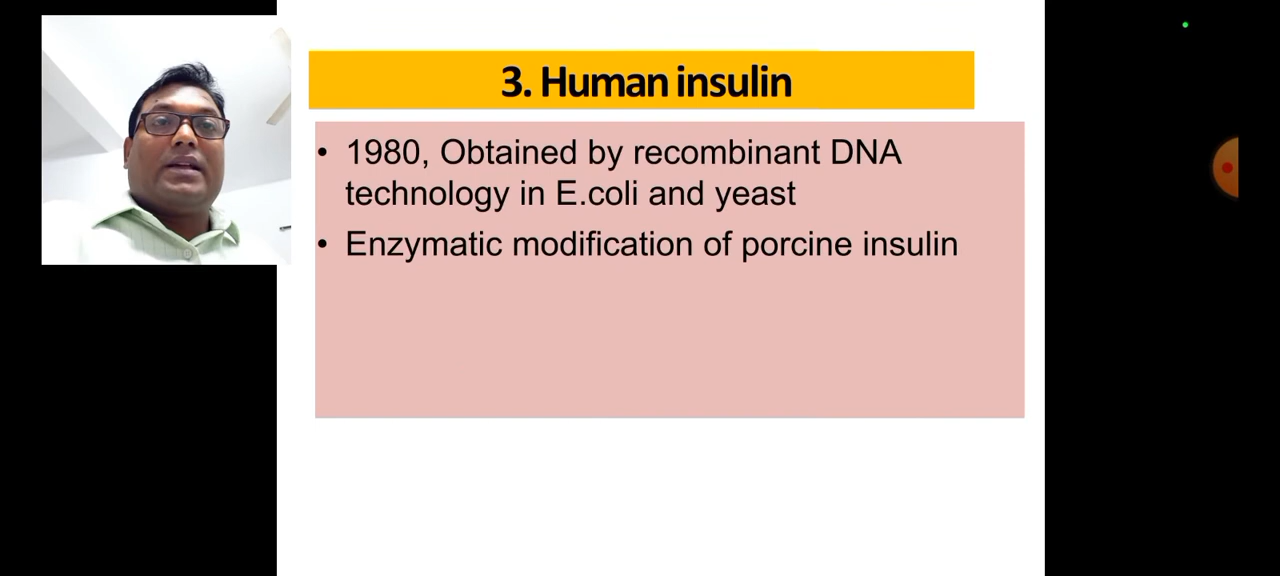 3. Human insulin
• 1980, Obtained by recombinant DNA
technology in E.coli and yeast
• Enzymatic modification of porcine insulin